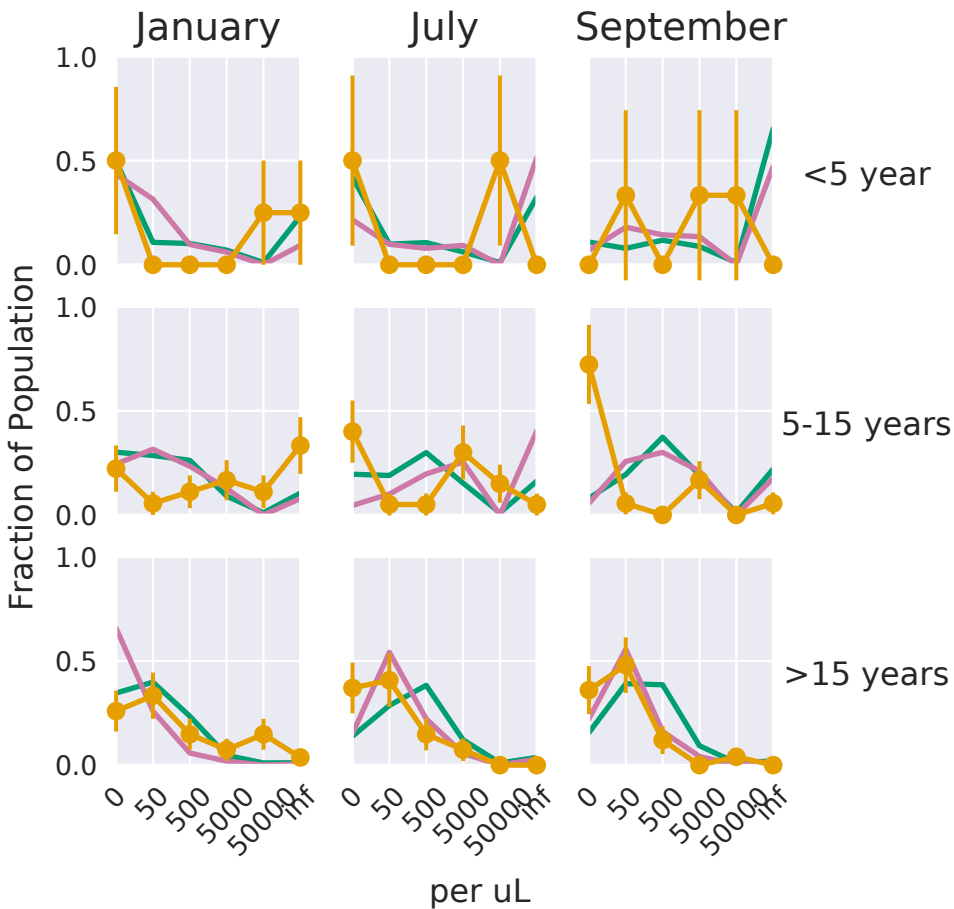 January July September
1.0
0.5
0.0
<5 year
1.0
0.5
0.0
5-15 years
1.0
0.5
0.0
>15 years
Fraction of Population
0 50 500 5000 50000 inf
0 50 500 5000 50000 inf
0 50 500 5000 50000 inf
per uL